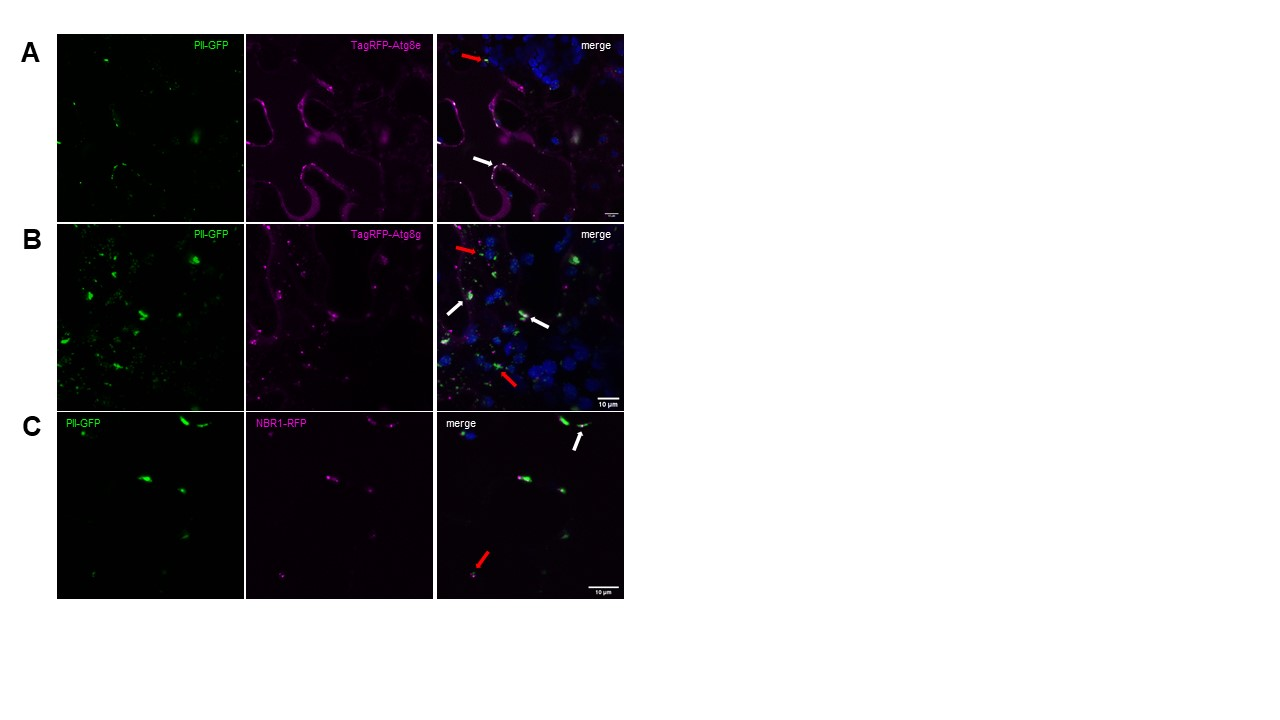 A
PII-GFP
TagRFP-Atg8e
merge
B
PII-GFP
TagRFP-Atg8g
merge
10 µm
C
PII-GFP
NBR1-RFP
merge
10 µm